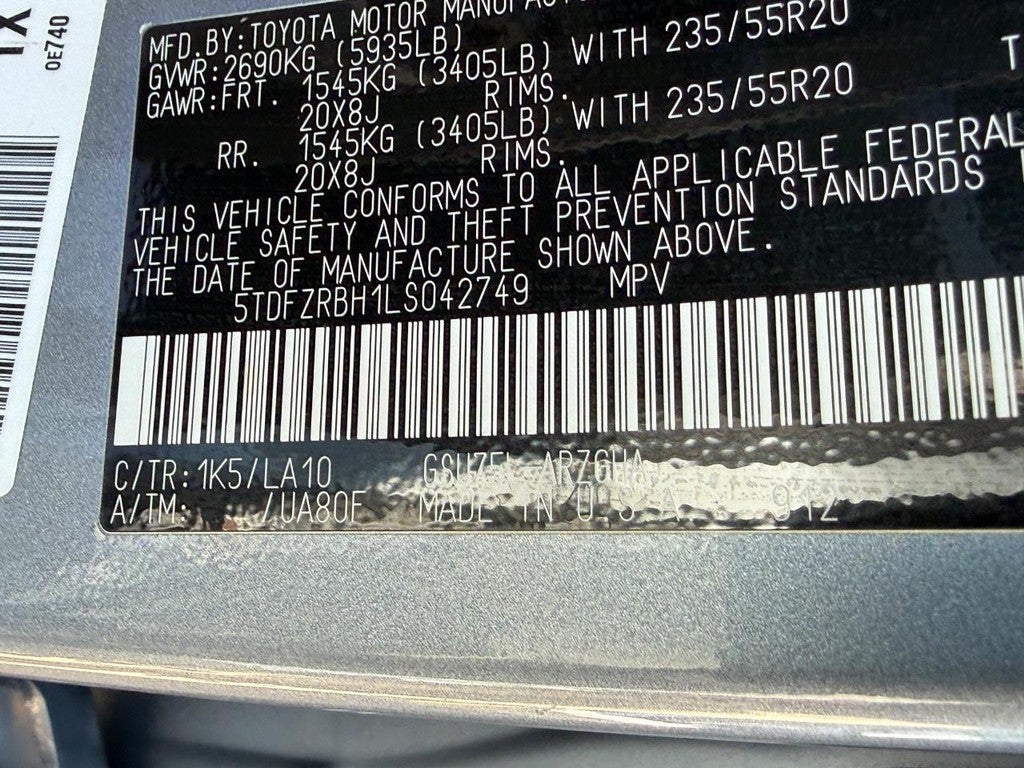 OE740
MFD.BY:TOYOTA MOTOR
GVWR:2690KG (5935LB)
GAWR:FRT. 1545KG (3405LB) WITH 235/55R20
20X8J RIMS.
RR. 1545KG (3405LB) WITH 235/55R20
20X8J RIMS.
THIS VEHICLE CONFORMS TO ALL APPLICABLE FEDERAL
VEHICLE SAFETY AND THEFT PREVENTION STANDARDS
THE DATE OF MANUFACTURE SHOWN ABOVE.
5TDFZRBH1LS042749 MPV
C/TR:1K5/LA10
A/TM: /UA80F MADE IN U.S.A. 912